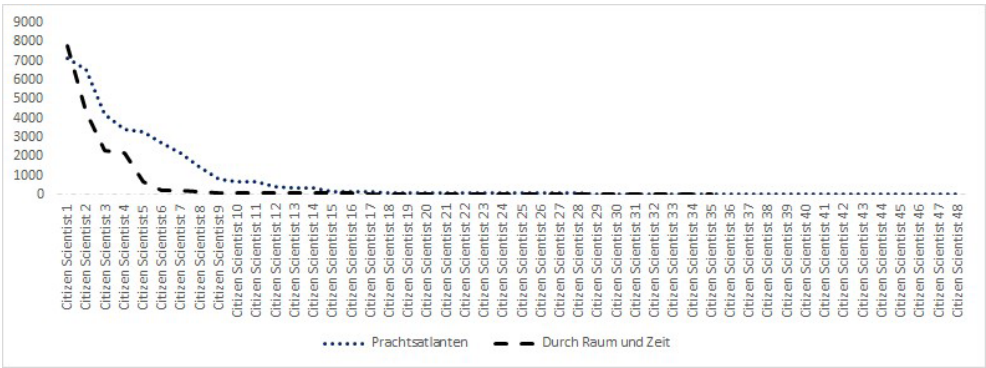 9000
8000
7000
6000
5000
4000
3000
2000
1000
0
Citizen Scientist 1
Citizen Scientist 2
Citizen Scientist 3
Citizen Scientist 4
Citizen Scientist 5
Citizen Scientist 6
Citizen Scientist 7
Citizen Scientist 8
Citizen Scientist 9
Citizen Scientist 10
Citizen Scientist 11
Citizen Scientist 12
Citizen Scientist 13
Citizen Scientist 14
Citizen Scientist 15
Citizen Scientist 16
Citizen Scientist 17
Citizen Scientist 18
Citizen Scientist 19
Citizen Scientist 20
Citizen Scientist 21
Citizen Scientist 22
Citizen Scientist 23
Citizen Scientist 24
Citizen Scientist 25
Citizen Scientist 26
Citizen Scientist 27
Citizen Scientist 28
Citizen Scientist 29
Citizen Scientist 30
Citizen Scientist 31
Citizen Scientist 32
Citizen Scientist 33
Citizen Scientist 34
Citizen Scientist 35
Citizen Scientist 36
Citizen Scientist 37
Citizen Scientist 38
Citizen Scientist 39
Citizen Scientist 40
Citizen Scientist 41
Citizen Scientist 42
Citizen Scientist 43
Citizen Scientist 44
Citizen Scientist 45
Citizen Scientist 46
Citizen Scientist 47
Citizen Scientist 48
Prachtsatlanten Durch Raum und Zeit